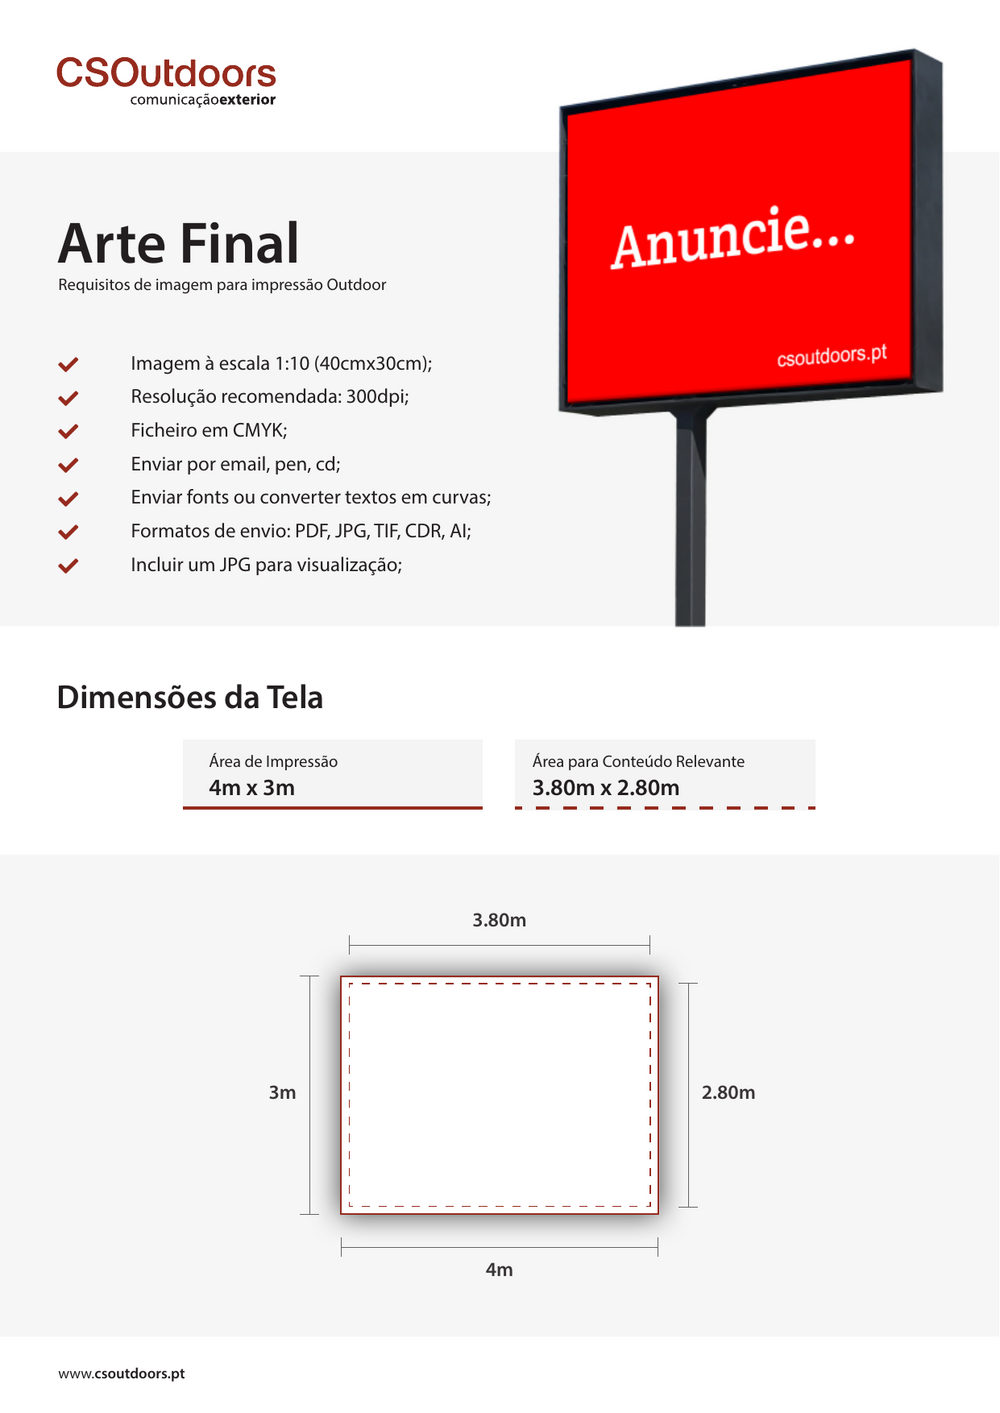 CSOutdoors
comunicaçãoexterior
Anuncie...
csoutdoors.pt
Arte Final
Requisitos de imagem para impressão Outdoor
Imagem à escala 1:10 (40cmx30cm);
Resolução recomendada: 300dpi;
Ficheiro em CMYK;
Enviar por email, pen, cd;
Enviar fonts ou converter textos em curvas;
Formatos de envio: PDF, JPG, TIF, CDR, AI;
Incluir um JPG para visualização;
Dimensões da Tela
Área de Impressão
4m x 3m
Área para Conteúdo Relevante
3.80m x 2.80m
3.80m
3m
2.80m
4m
www.csoutdoors.pt